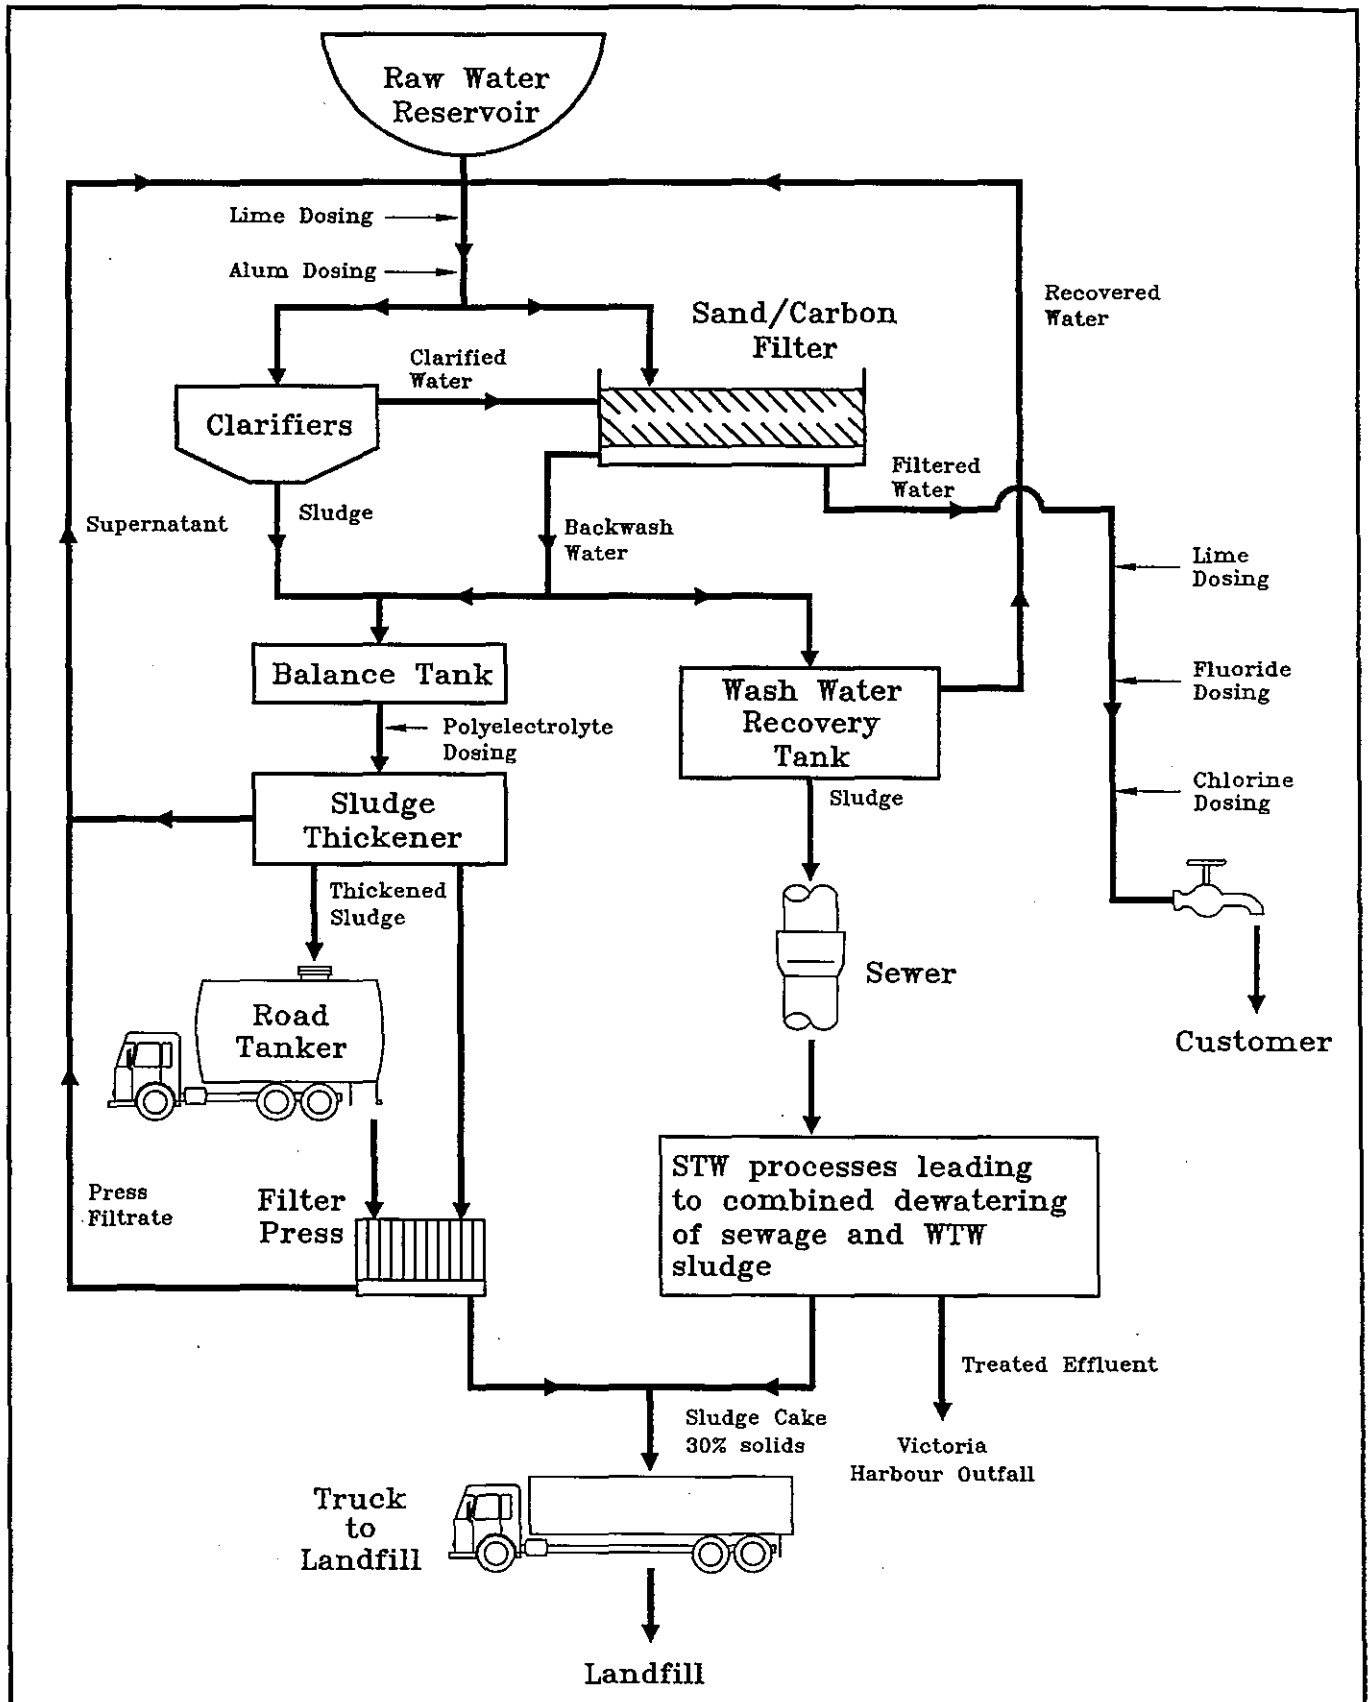 Raw Water
Reservoir
Lime Dosing
Alum Dosing
Recovered
Water
Sand/Carbon
Filter
Clarified
Water
Clarifiers
Filtered
Water
Supernatant
Sludge
Backwash
Water
Lime
Dosing
Balance Tank
Wash Water
Recovery
Tank
Fluoride
Dosing
Polyelectrolyte
Dosing
Sludge
Thickener
Sludge
Chlorine
Dosing
Thickened
Sludge
Sewer
Road
Tanker
Customer
Press
Filtrate
Filter
Press
STW processes leading
to combined dewatering
of sewage and WTW
sludge
Treated Effluent
Sludge Cake
30% solids
Victoria
Harbour Outfall
Truck
to
Landfill
Landfill